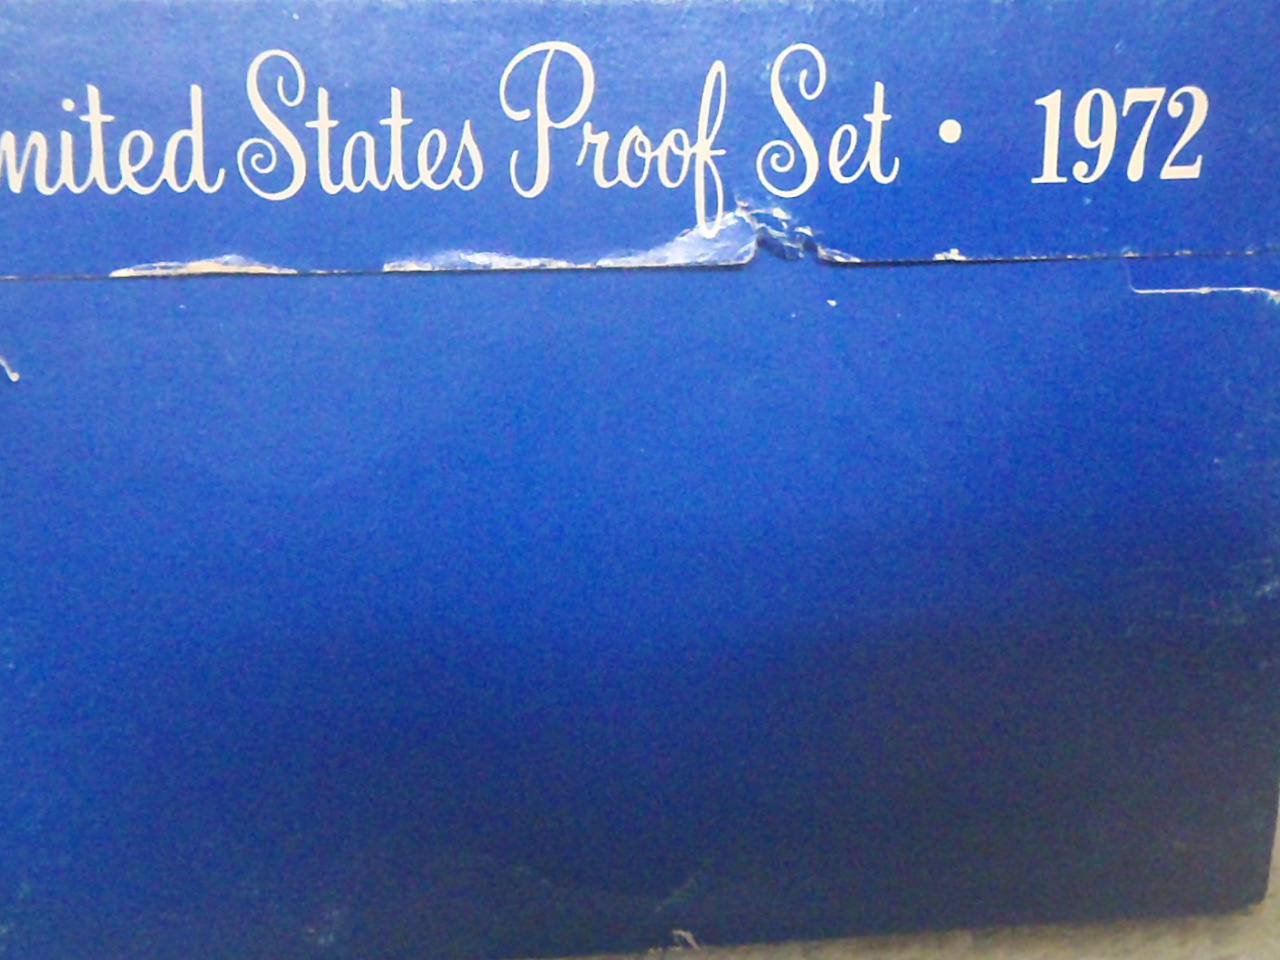 nited States Proof Set • 1972